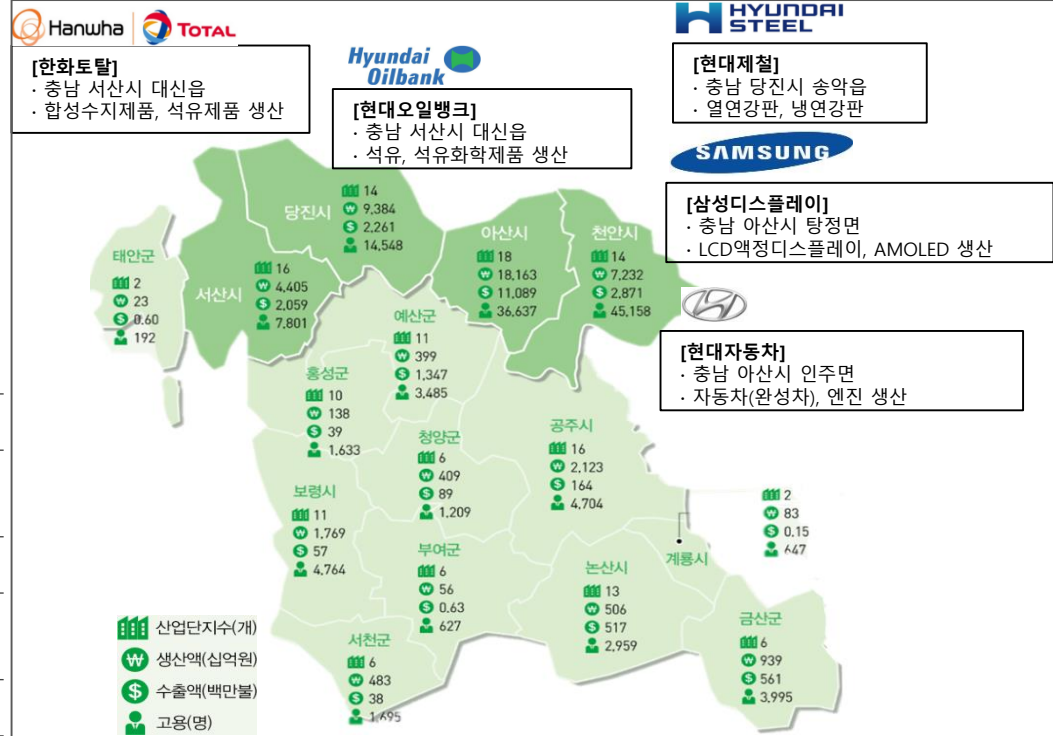 Hanwha TOTAL
[한화토탈]
· 충남 서산시 대신읍
· 합성수지제품, 석유제품 생산
Hyundai
Oilbank
[현대오일뱅크]
· 충남 서산시 대신읍
· 석유, 석유화학제품 생산
HYUNDAI
STEEL
[현대제철]
· 충남 당진시 송악읍
· 열연강판, 냉연강판
SAMSUNG
[삼성디스플레이]
· 충남 아산시 탕정면
· LCD액정디스플레이, AMOLED 생산
[현대자동차]
· 충남 아산시 인주면
· 자동차(완성차), 엔진 생산
당진시
14
9,384
2,261
14,548
아산시
18
18,163
11,089
36,637
천안시
14
7,232
2,871
45,158
태안군
2
23
0.60
192
서산시
16
4,405
2,059
7,801
예산군
11
399
1,347
3,485
홍성군
10
138
39
1,633
청양군
6
409
89
1,209
공주시
16
2,123
164
4,704
보령시
11
1,769
57
4,764
부여군
6
56
0.63
627
계룡시
2
83
0.15
647
논산시
13
506
517
2,959
금산군
6
939
561
3,995
서천군
6
483
38
1,695
산업단지수(개)
₩ 생산액(십억원)
$ 수출액(백만불)
고용(명)